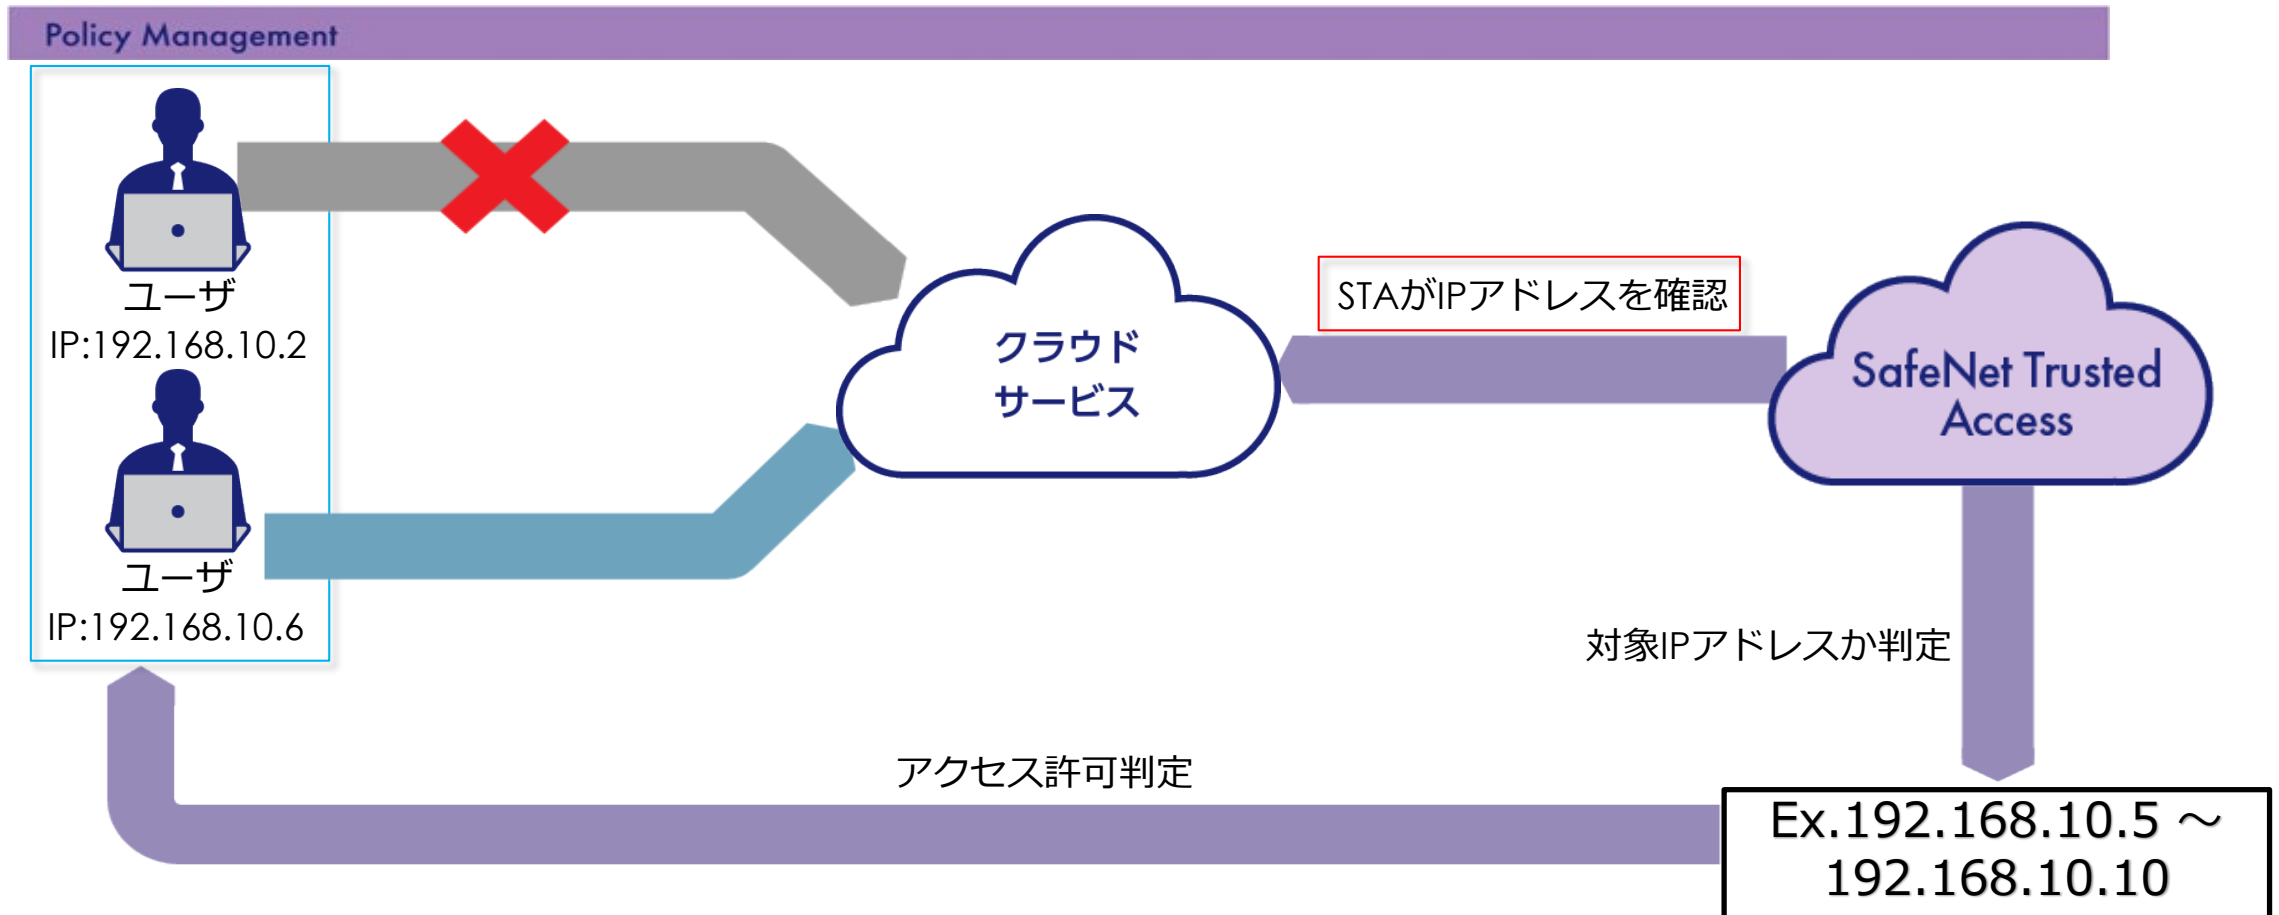 Policy Management
ユーザ
IP:192.168.10.2
ユーザ
IP:192.168.10.6
クラウド
サービス
STAがIPアドレスを確認
SafeNet Trusted
Access
対象IPアドレスか判定
アクセス許可判定
Ex.192.168.10.5 ～
192.168.10.10